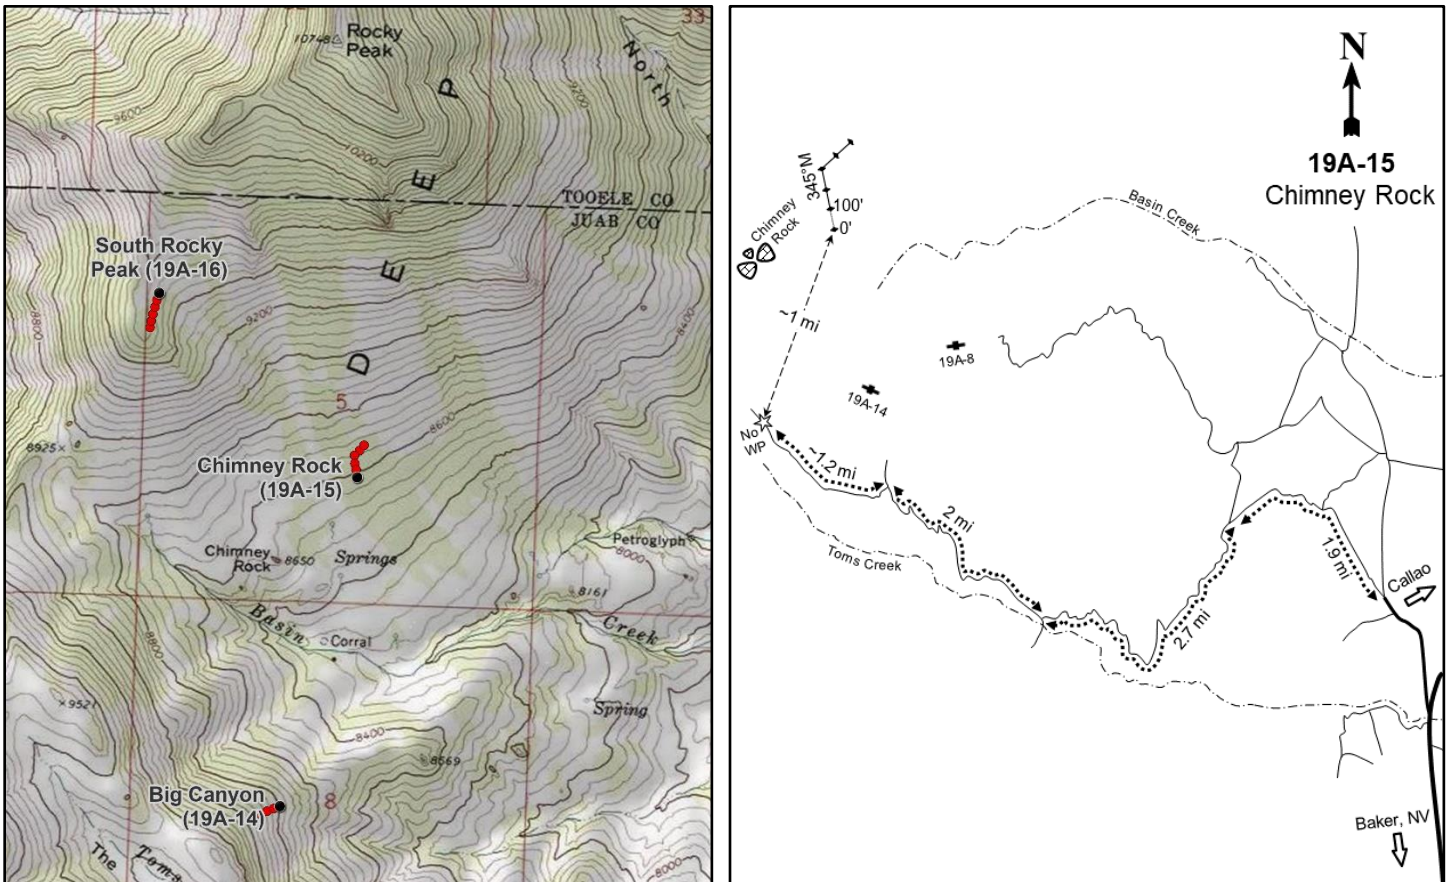 33
10748
Rocky
Peak
North
9200
9600
P
10200
E
TOOELE CO
JUAB CO
South Rocky
Peak (19A-16)
E
8800
9200
8400
D
5
8600
8925×
Chimney Rock
(19A-15)
Chimney
Rock
8650
Springs
Petroglyph
8000
8161
Basin
Creek
Corral
8800
×9521
Spring
8400
8569
Big Canyon
(19A-14)
8
The
Toms
8000
N
19A-15
Chimney Rock
345°M
100'
0'
Chimney
Rock
Basin Creek
~1 mi
19A-8
19A-14
No
WP
~1.2 mi
2 mi
Toms Creek
1.9 mi
Callao
2.7 mi
Baker, NV